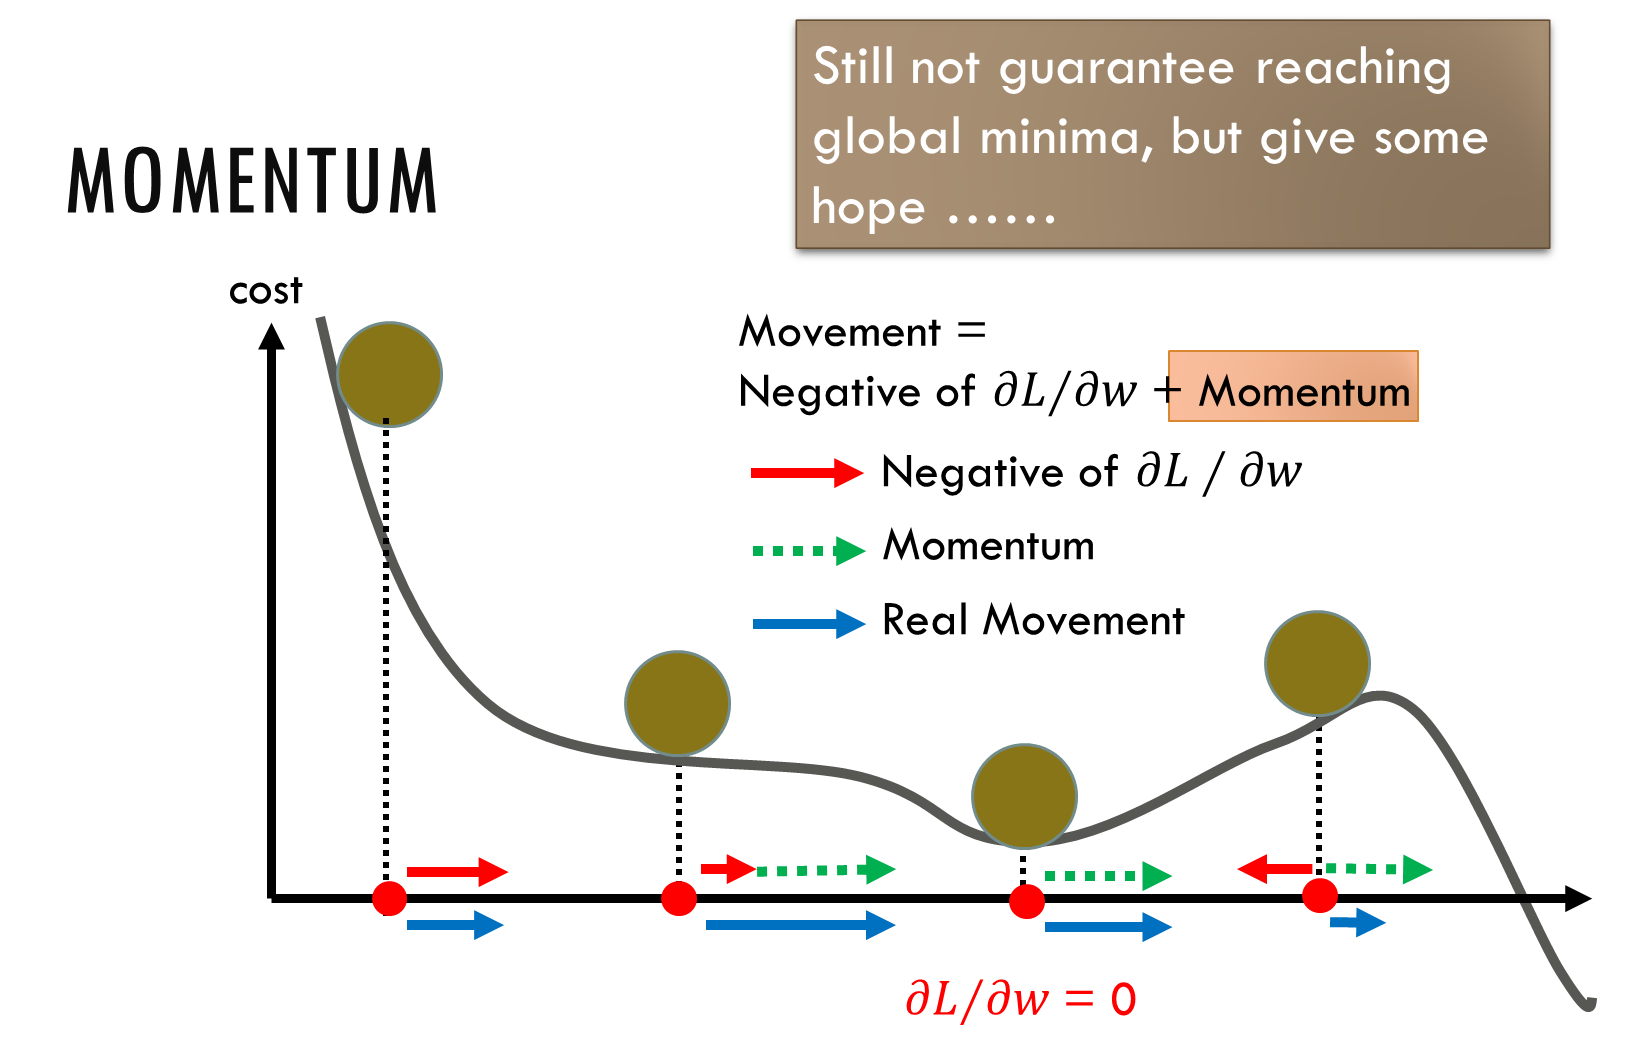 Still not guarantee reaching
global minima, but give some
hope ……
MOMENTUM
cost
Movement =
Negative of ∂L/∂w + Momentum
Negative of ∂L / ∂w
Momentum
Real Movement
∂L/∂w = 0